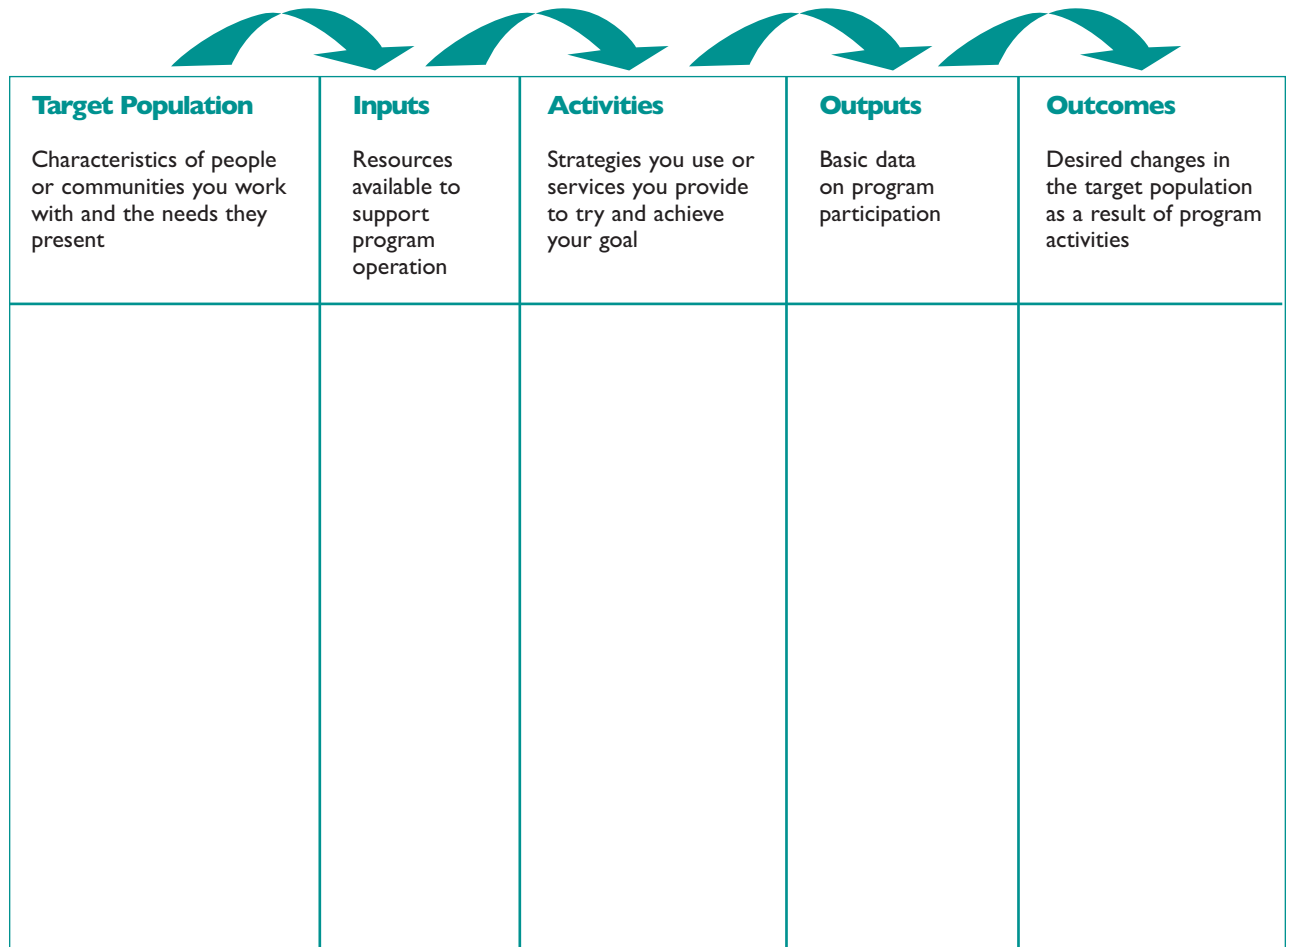 Target Population
Characteristics of people
or communities you work
with and the needs they
present
Inputs
Resources
available to
support
program
operation
Activities
Strategies you use or
services you provide
to try and achieve
your goal
Outputs
Basic data
on program
participation
Outcomes
Desired changes in
the target population
as a result of program
activities